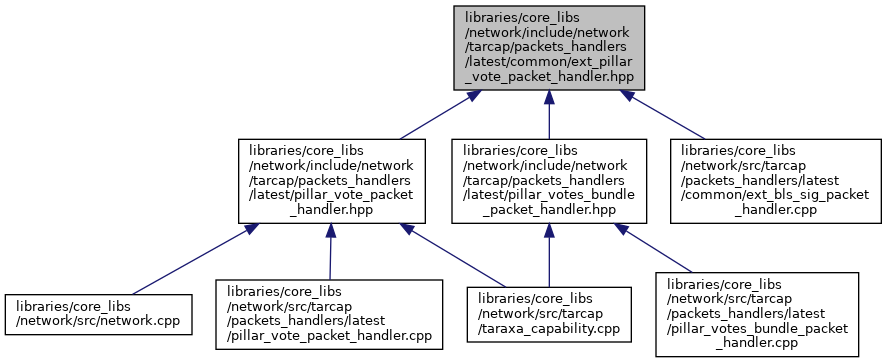 libraries/core_libs
/network/include/network
/tarcap/packets_handlers
/latest/common/ext_pillar
_vote_packet_handler.hpp
libraries/core_libs
/network/include/network
/tarcap/packets_handlers
/latest/pillar_vote_packet
_handler.hpp
libraries/core_libs
/network/include/network
/tarcap/packets_handlers
/latest/pillar_votes_bundle
_packet_handler.hpp
libraries/core_libs
/network/src/tarcap
/packets_handlers/latest
/common/ext_bls_sig_packet
_handler.cpp
libraries/core_libs
/network/src/network.cpp
libraries/core_libs
/network/src/tarcap
/packets_handlers/latest
/pillar_vote_packet_handler.cpp
libraries/core_libs
/network/src/tarcap
/taraxa_capability.cpp
libraries/core_libs
/network/src/tarcap
/packets_handlers/latest
/pillar_votes_bundle_packet
_handler.cpp